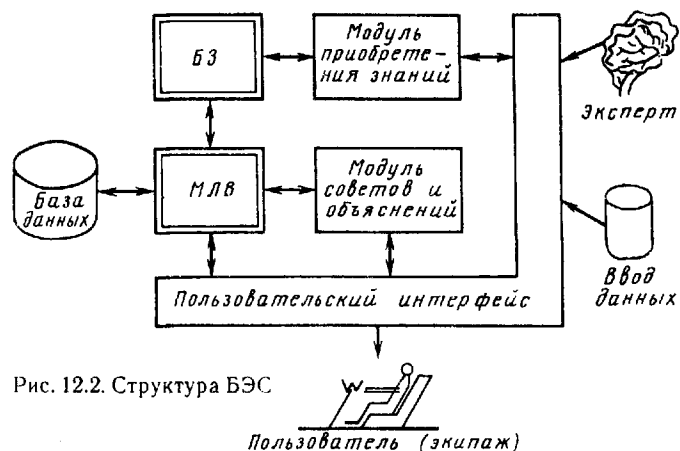 БЗ
Модуль
приобрете-
ния знаний
Эксперт
База
данных
МЛВ
Модуль
советов и
объяснений
Ввод
данных
Пользовательский интерфейс
Рис. 12.2. Структура БЭС
Пользователь (экипаж)